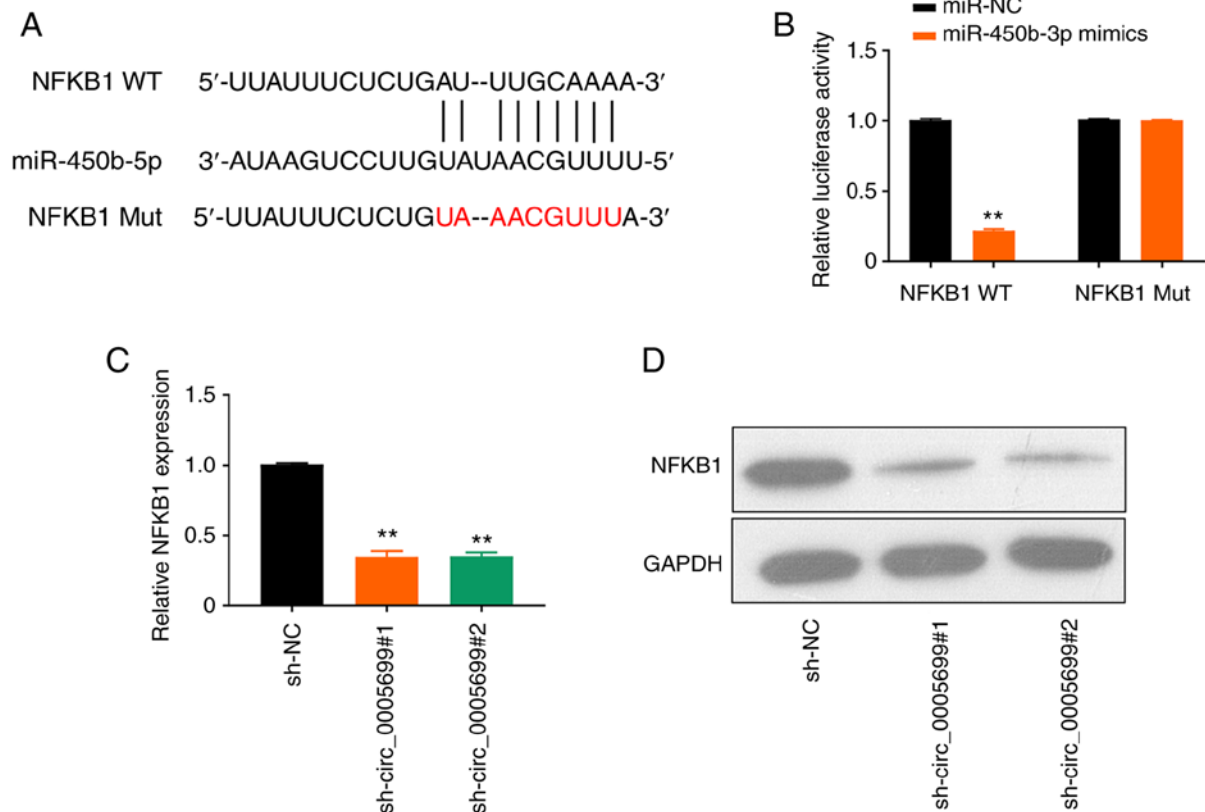 A
NFKB1 WT 5′-UUAUUUCUCUGAU--UUGCAAAA-3′
miR-450b-5p 3′-AUAAGUCCUUGUAUAACGUUUU-5′
NFKB1 Mut 5′-UUAUUUCUCUGUA--AACGUUUA-3′
B
miR-NC
miR-450b-3p mimics
Relative luciferase activity
1.5
1.0
0.5
0
**
NFKB1 WT
NFKB1 Mut
C
Relative NFKB1 expression
1.5
1.0
0.5
0
**
**
sh-NC
sh-circ_0005699#1
sh-circ_0005699#2
D
NFKB1
GAPDH
sh-NC
sh-circ_0005699#1
sh-circ_0005699#2